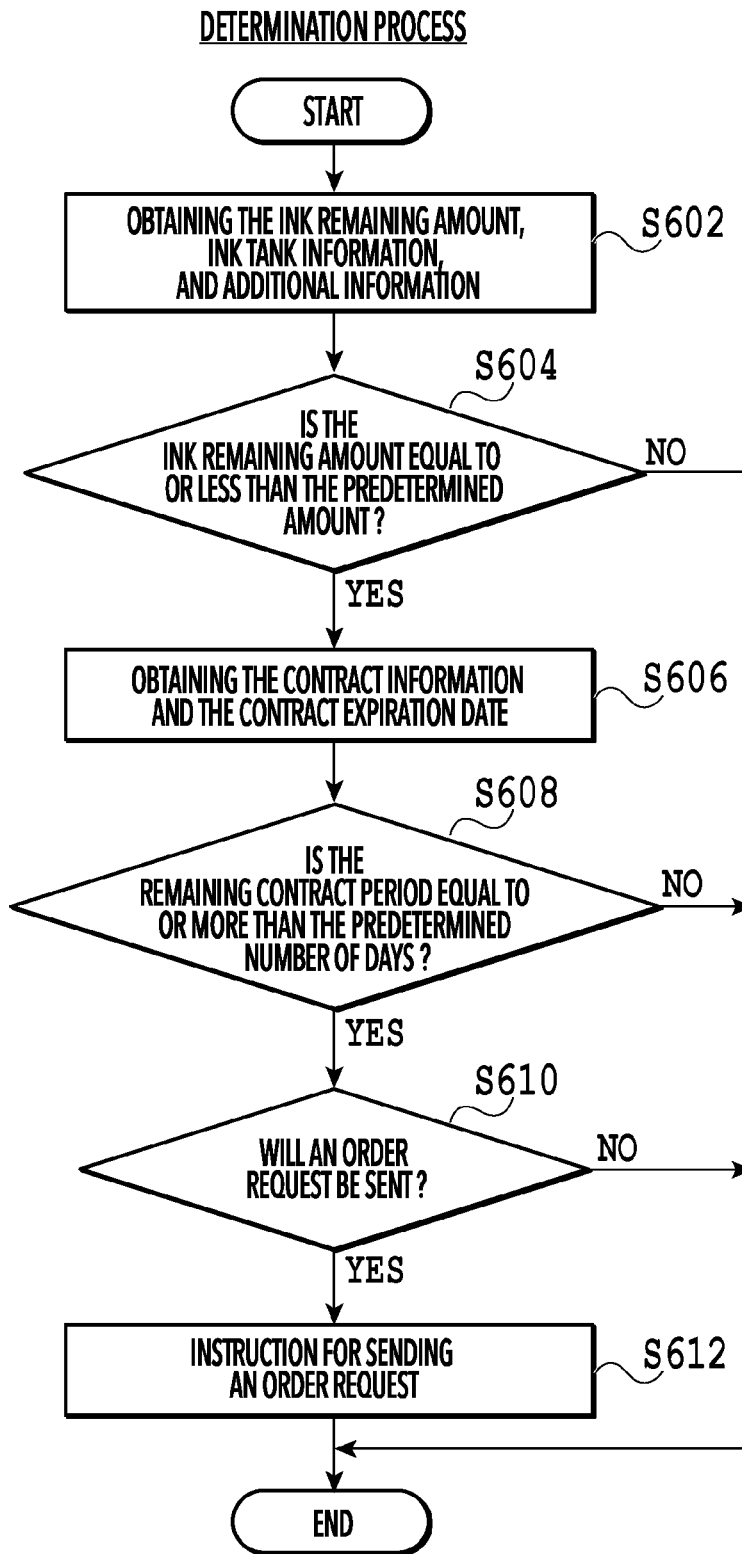 DETERMINATION PROCESS
START
OBTAINING THE INK REMAINING AMOUNT,
INK TANK INFORMATION,
AND ADDITIONAL INFORMATION
S602
S604
IS THE
INK REMAINING AMOUNT EQUAL TO
OR LESS THAN THE PREDETERMINED
AMOUNT ?
NO
YES
OBTAINING THE CONTRACT INFORMATION
AND THE CONTRACT EXPIRATION DATE
S606
S608
IS THE
REMAINING CONTRACT PERIOD EQUAL TO
OR MORE THAN THE PREDETERMINED
NUMBER OF DAYS ?
NO
YES
S610
WILL AN ORDER
REQUEST BE SENT ?
NO
YES
INSTRUCTION FOR SENDING
AN ORDER REQUEST
S612
END